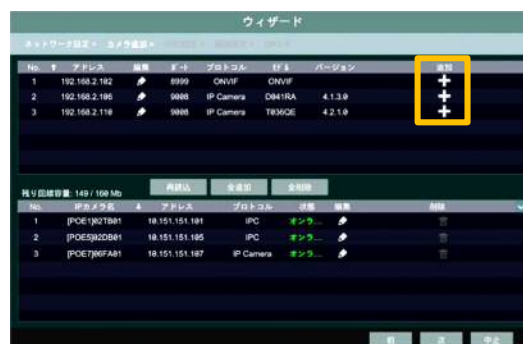 ウィザード
ネットワーク設定 カメラ追加
No. アドレス 編集 ポート プロトコル モデル バージョン 追加
1 192.168.2.102 8999 ONVIF ONVIF
2 192.168.2.106 9008 IP Camera D041RA 4.1.3.0
3 192.168.2.110 9008 IP Camera T036QE 4.2.1.0
残り回線容量: 149 / 160 Mb 再読込 全追加 全削除
No. IPカメラ名 アドレス プロトコル 状態 編集 削除
1 [POE1]02TB01 10.151.151.101 IPC オンラ...
2 [POE5]02DB01 10.151.151.105 IPC オンラ...
3 [POE7]06FA01 10.151.151.107 IP Camera オンラ...
前 次 中止